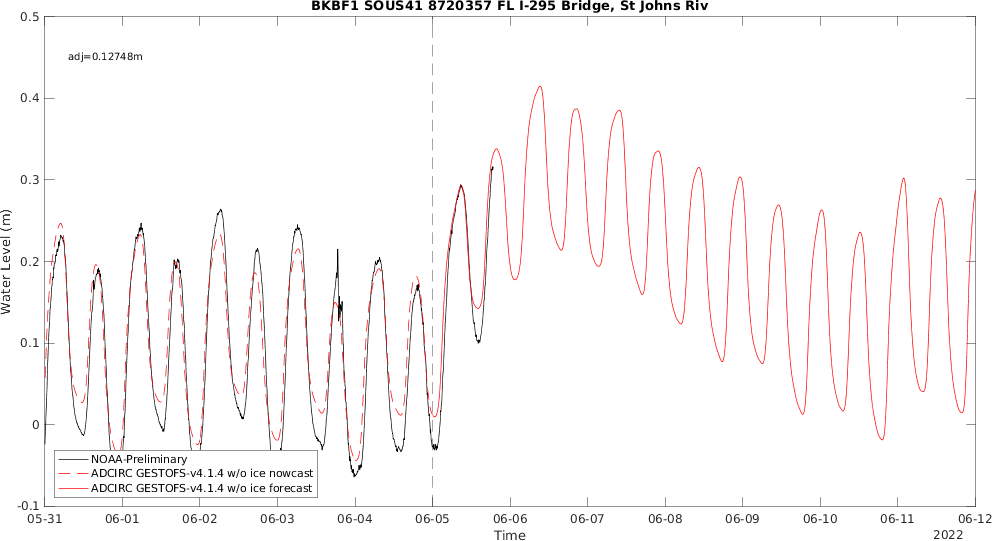 BKBF1 SOUS41 8720357 FL I-295 Bridge, St Johns Riv
adj=0.12748m
Water Level (m)
0.5
0.4
0.3
0.2
0.1
0
-0.1
NOAA-Preliminary
ADCIRC GESTOFS-v4.1.4 w/o ice nowcast
ADCIRC GESTOFS-v4.1.4 w/o ice forecast
05-31 06-01 06-02 06-03 06-04 06-05 06-06 06-07 06-08 06-09 06-10 06-11 06-12
Time
2022